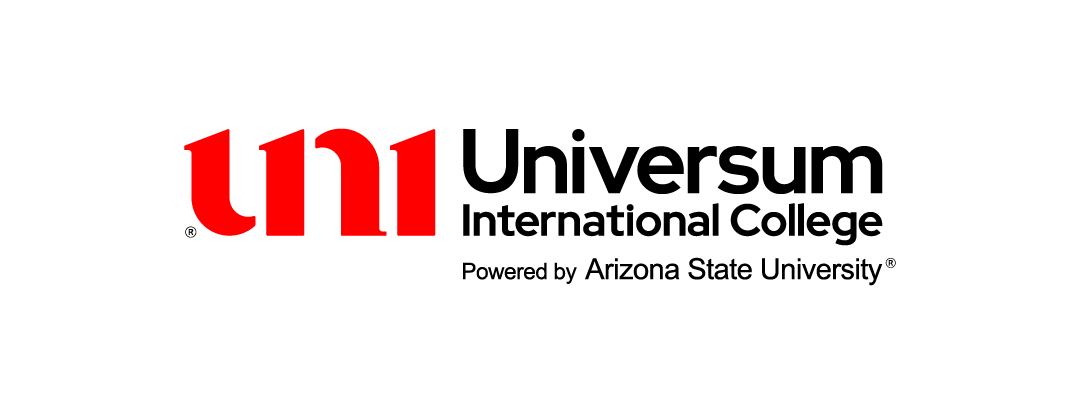 uni
®
Universum
International College
Powered by Arizona State University®